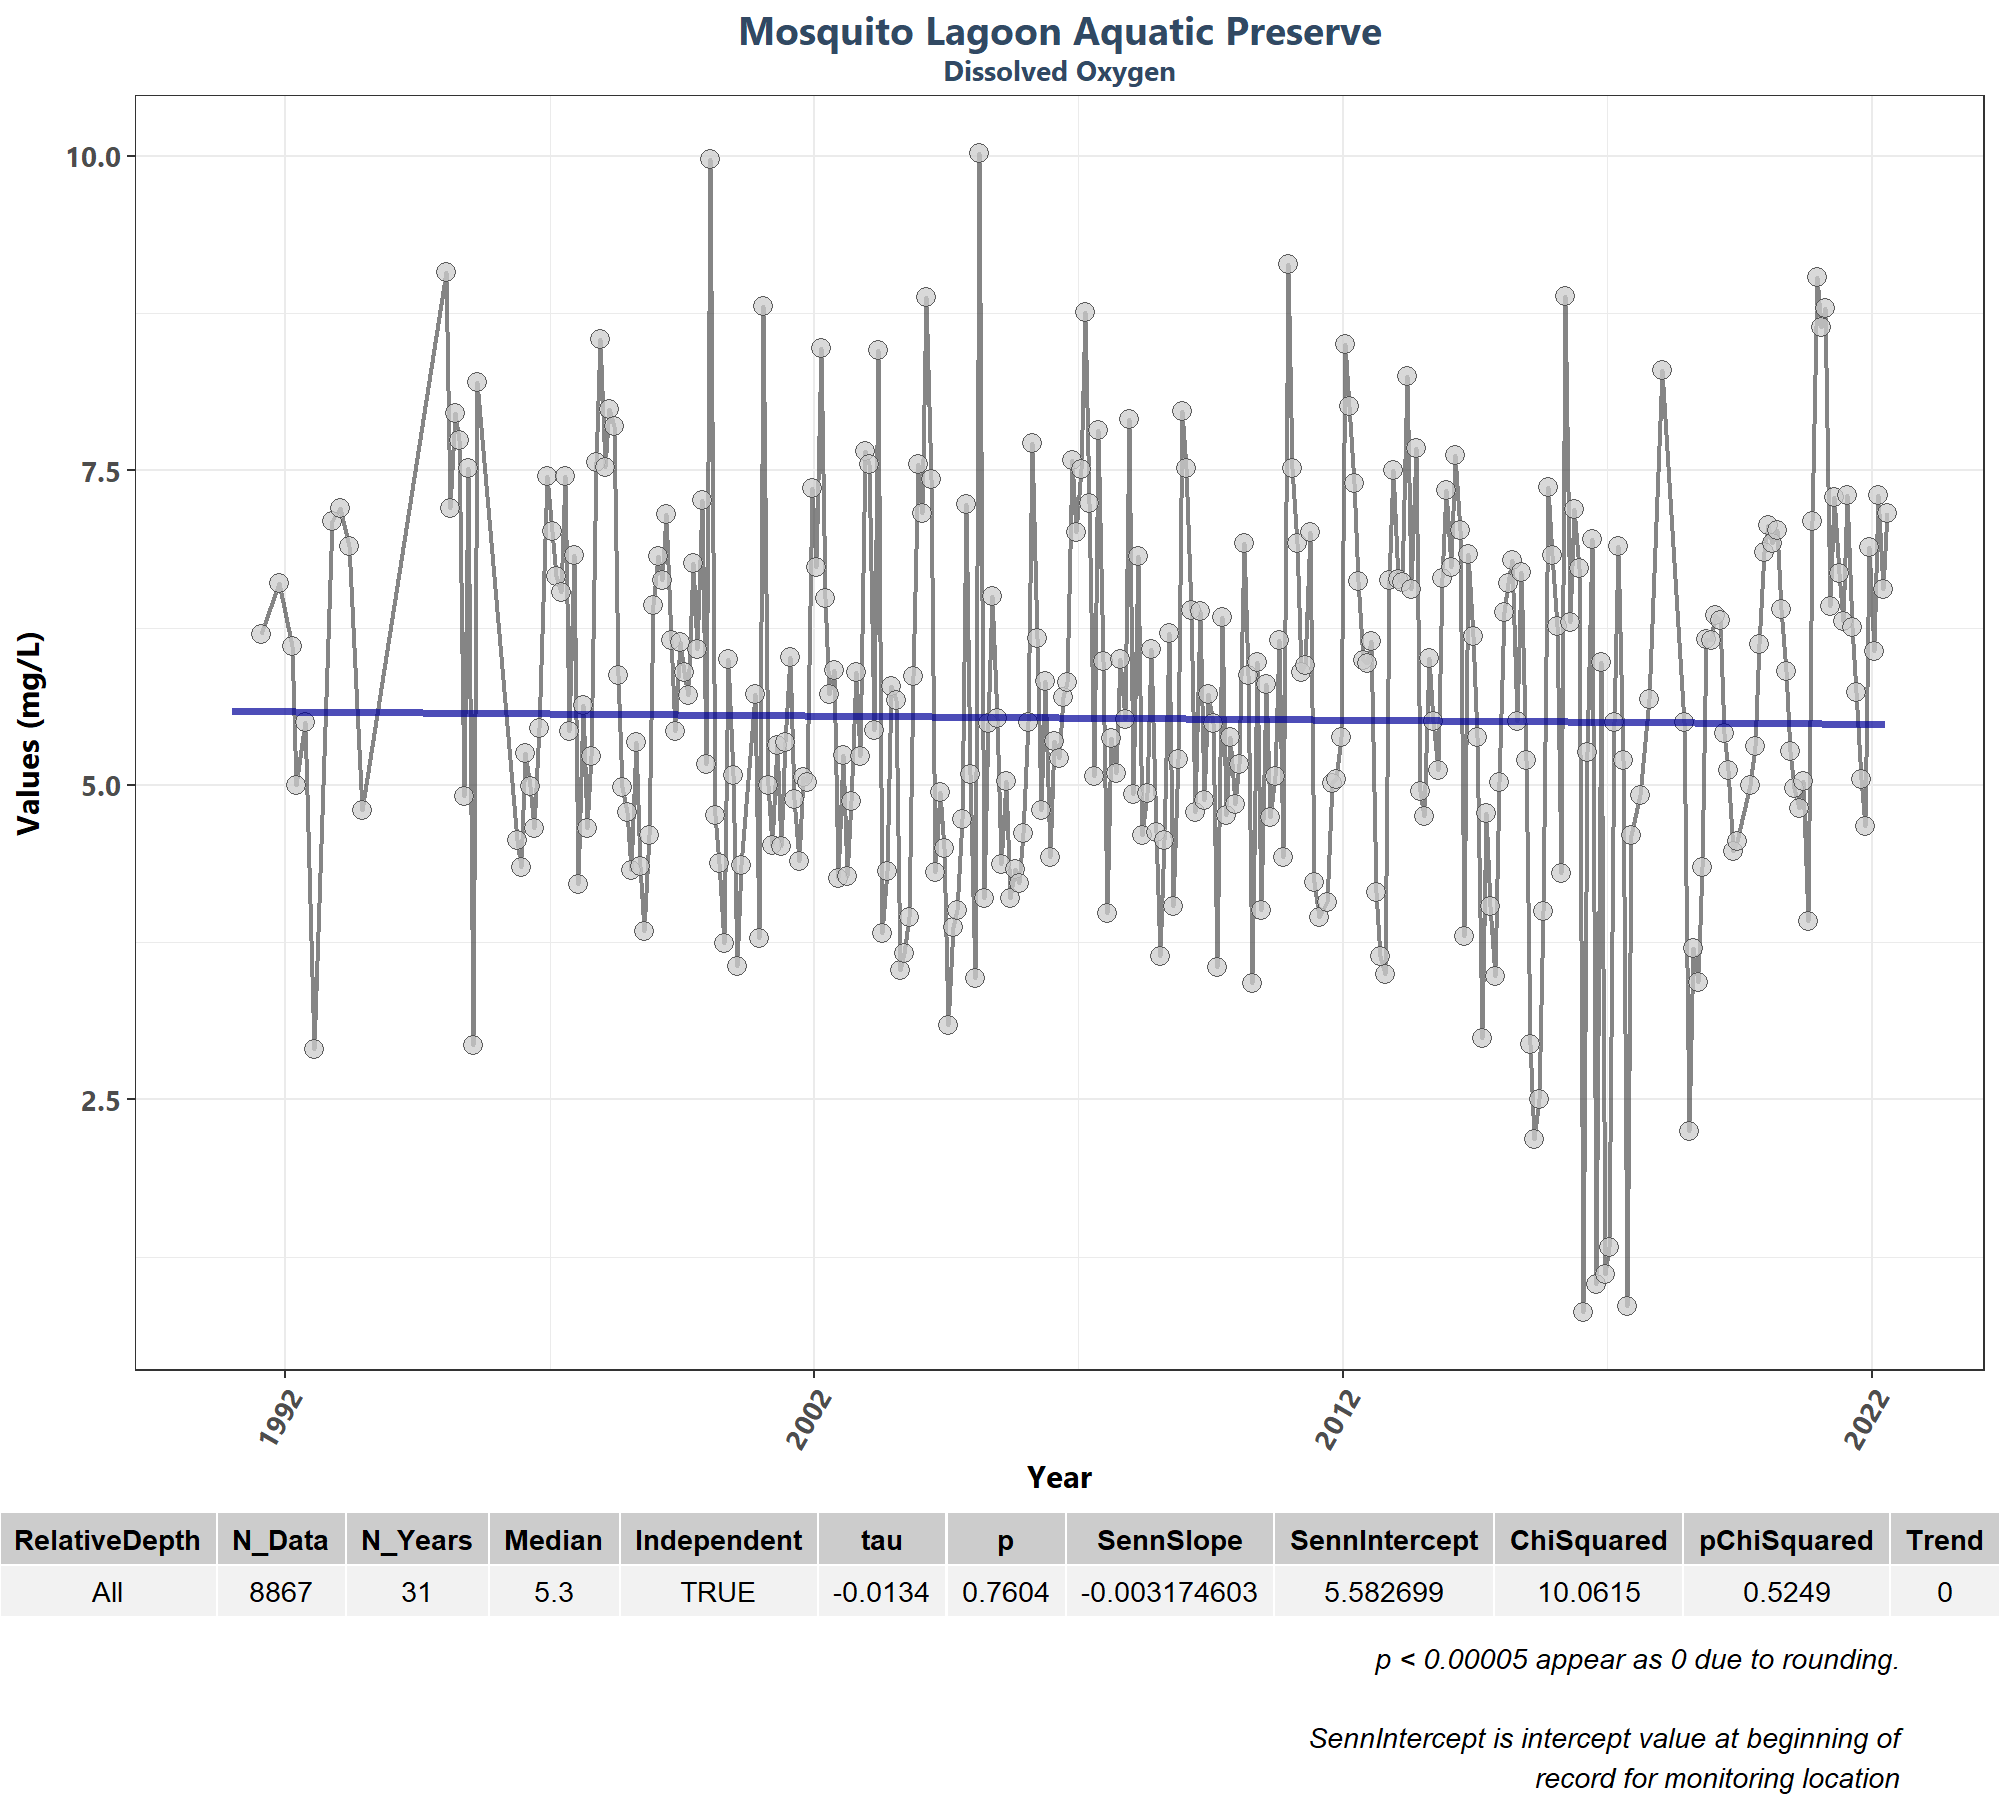 Mosquito Lagoon Aquatic Preserve
Dissolved Oxygen
Values (mg/L)
10.0
7.5
5.0
2.5
1992 2002 2012 2022
Year
RelativeDepth N_Data N_Years Median Independent tau p SennSlope SennIntercept ChiSquared pChiSquared Trend
All 8867 31 5.3 TRUE -0.0134 0.7604 -0.003174603 5.582699 10.0615 0.5249 0
p < 0.00005 appear as 0 due to rounding.
SennIntercept is intercept value at beginning of
record for monitoring location